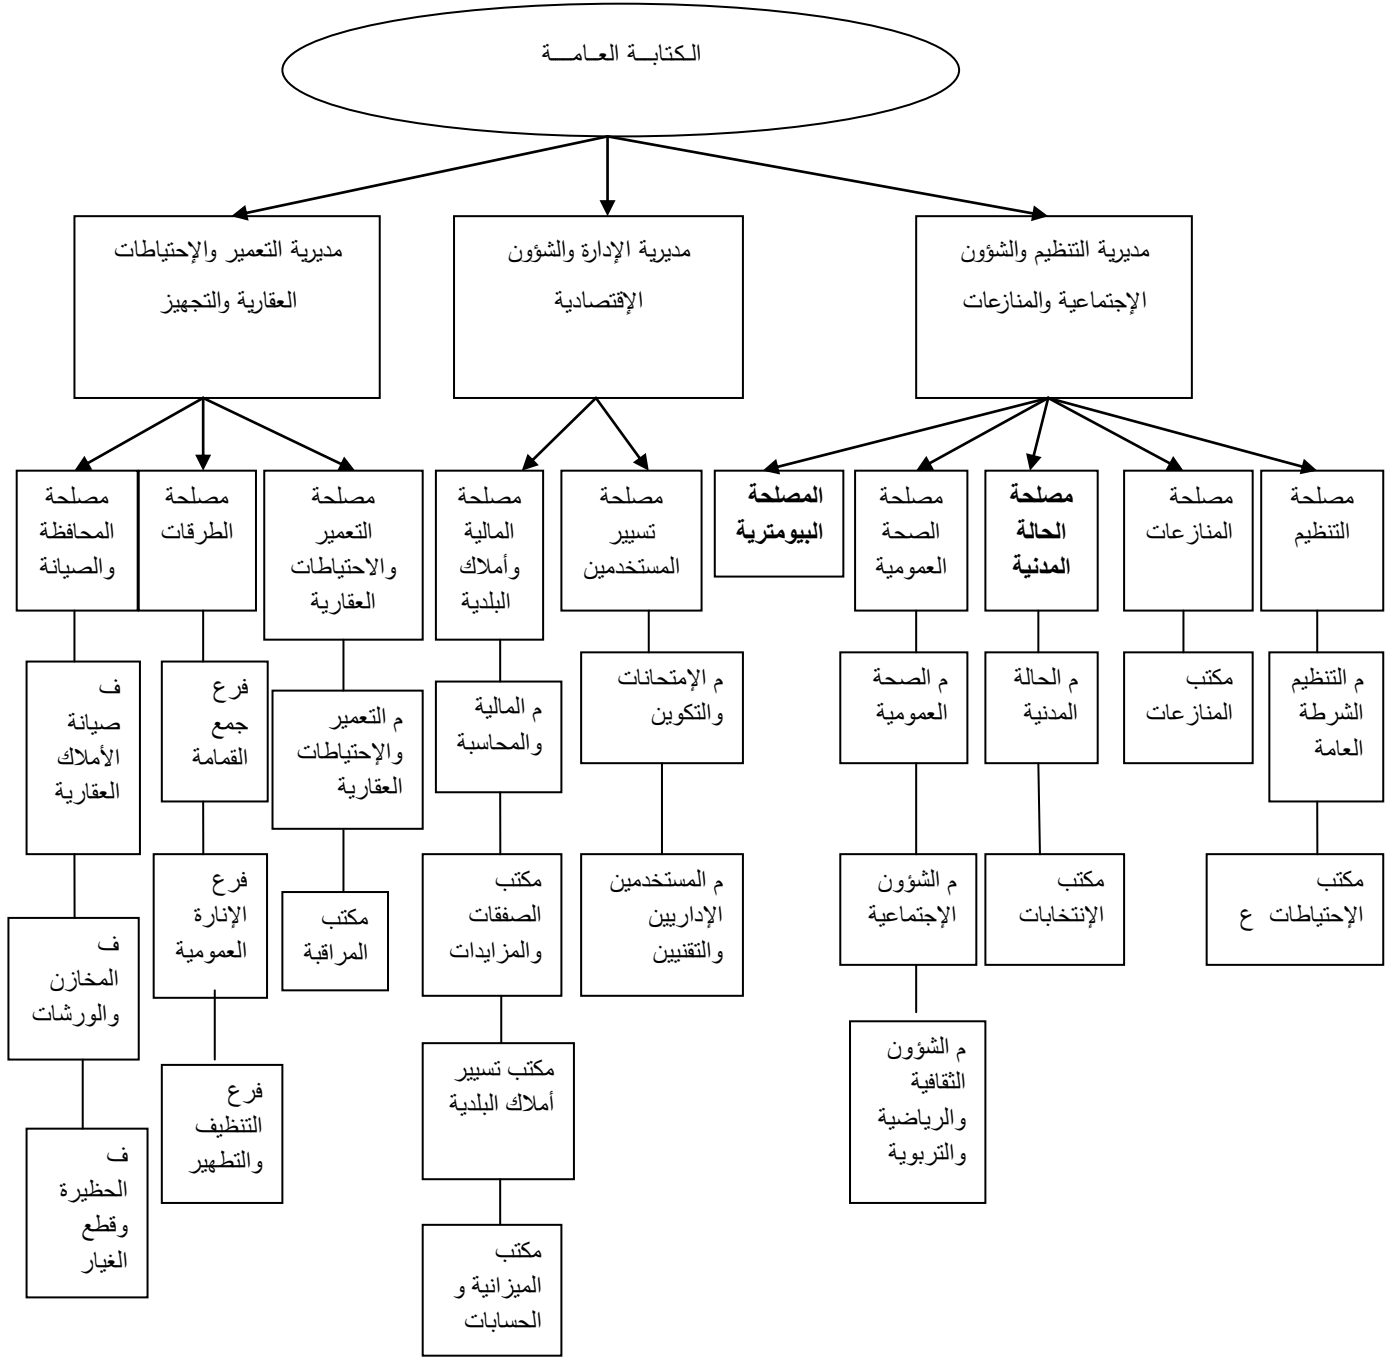 الـكتابــة العـامــــة
مديرية التنظيم والشؤون
الإجتماعية والمنازعات
مديرية الإدارة والشؤون
الإقتصادية
مديرية التعمير والإحتياطات
العقارية والتجهيز
مصلحة
التنظيم
مصلحة
المنازعات
مصلحة
الحالة
المدنية
مصلحة
الصحة
العمومية
المصلحة
البيومترية
مصلحة
تسيير
المستخدمين
مصلحة
المالية
وأملاك
البلدية
مصلحة
التعمير
والاحتياطات
العقارية
مصلحة
الطرقات
مصلحة
المحافظة
والصيانة
م التنظيم
الشرطة
العامة
مكتب
المنازعات
م الحالة
المدنية
م الصحة
العمومية
م الإمتحانات
والتكوين
م المالية
والمحاسبة
م التعمير
والإحتياطات
العقارية
فرع
جمع
القمامة
ف
صيانة
الأملاك
العقارية
مكتب
الإحتياطات ع
مكتب
الإنتخابات
م الشؤون
الإجتماعية
م المستخدمين
الإداريين
والتقنيين
مكتب
الصفقات
والمزايدات
مكتب
المراقبة
فرع
الإنارة
العمومية
ف
المخازن
والورشات
م الشؤون
الثقافية
والرياضية
والتربوية
مكتب تسيير
أملاك البلدية
فرع
التنظيف
والتطهير
ف
الحظيرة
وقطع
الغيار
مكتب
الميزانية و
الحسابات